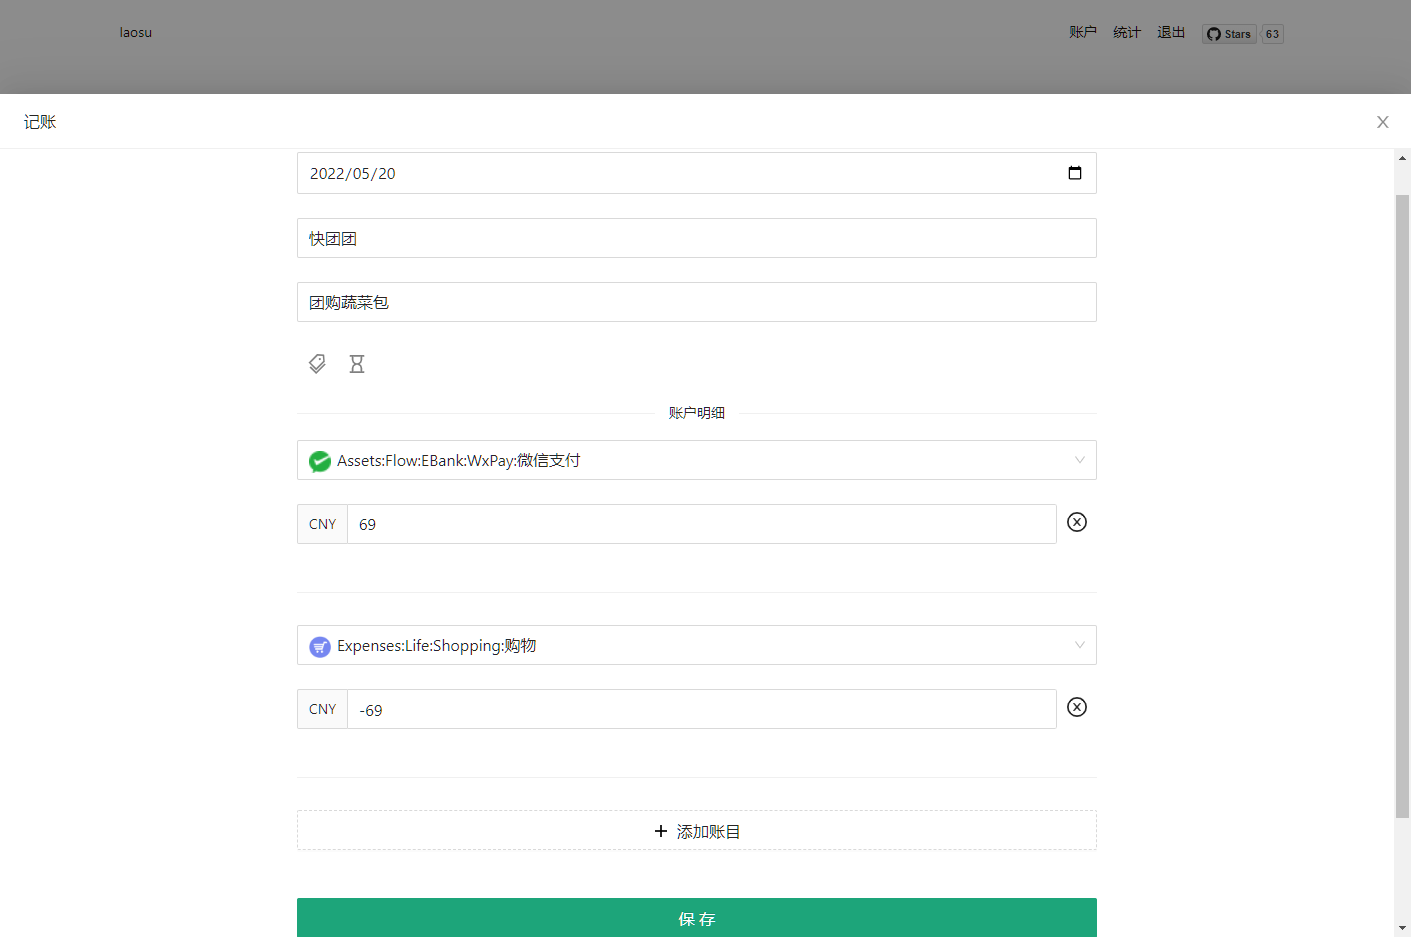 laosu
账户 统计 退出 Stars 63
记账
2022/05/20
快团团
团购蔬菜包
账户明细
Assets:Flow:EBank:WxPay:微信支付
CNY 69
Expenses:Life:Shopping:购物
CNY -69
添加账目
保存